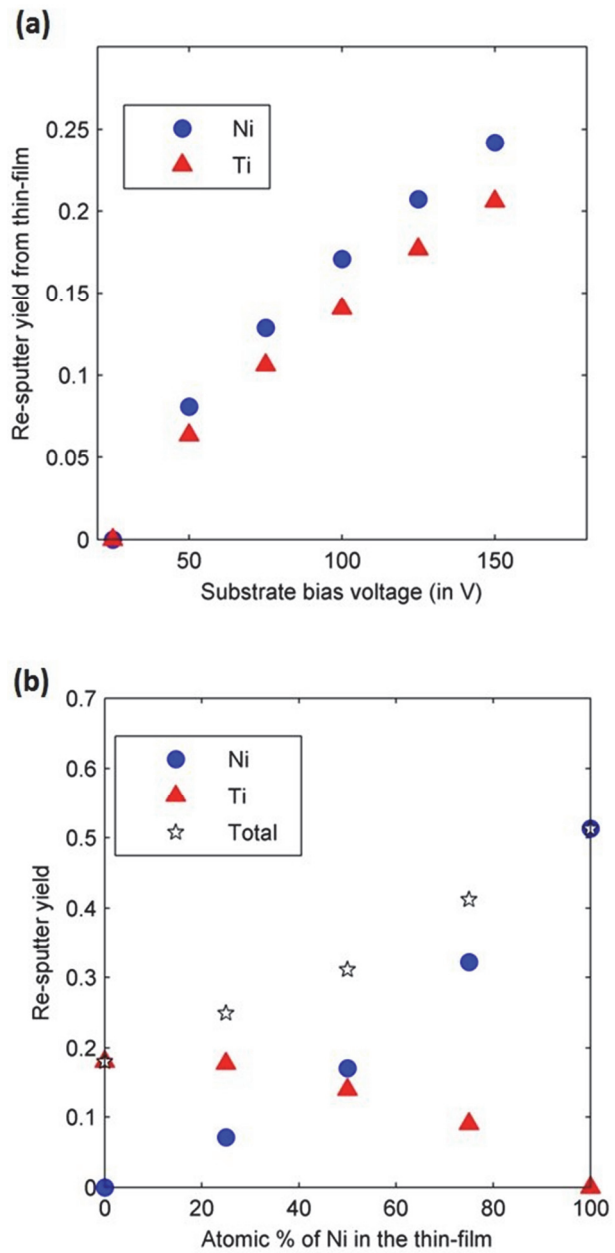 (a)
Re-sputter yield from thin-film
0.25
0.2
0.15
0.1
0.05
0
Ni
Ti
50
100
150
Substrate bias voltage (in V)
(b)
Re-sputter yield
0.7
0.6
0.5
0.4
0.3
0.2
0.1
0
Ni
Ti
Total
0
20
40
60
80
100
Atomic % of Ni in the thin-film